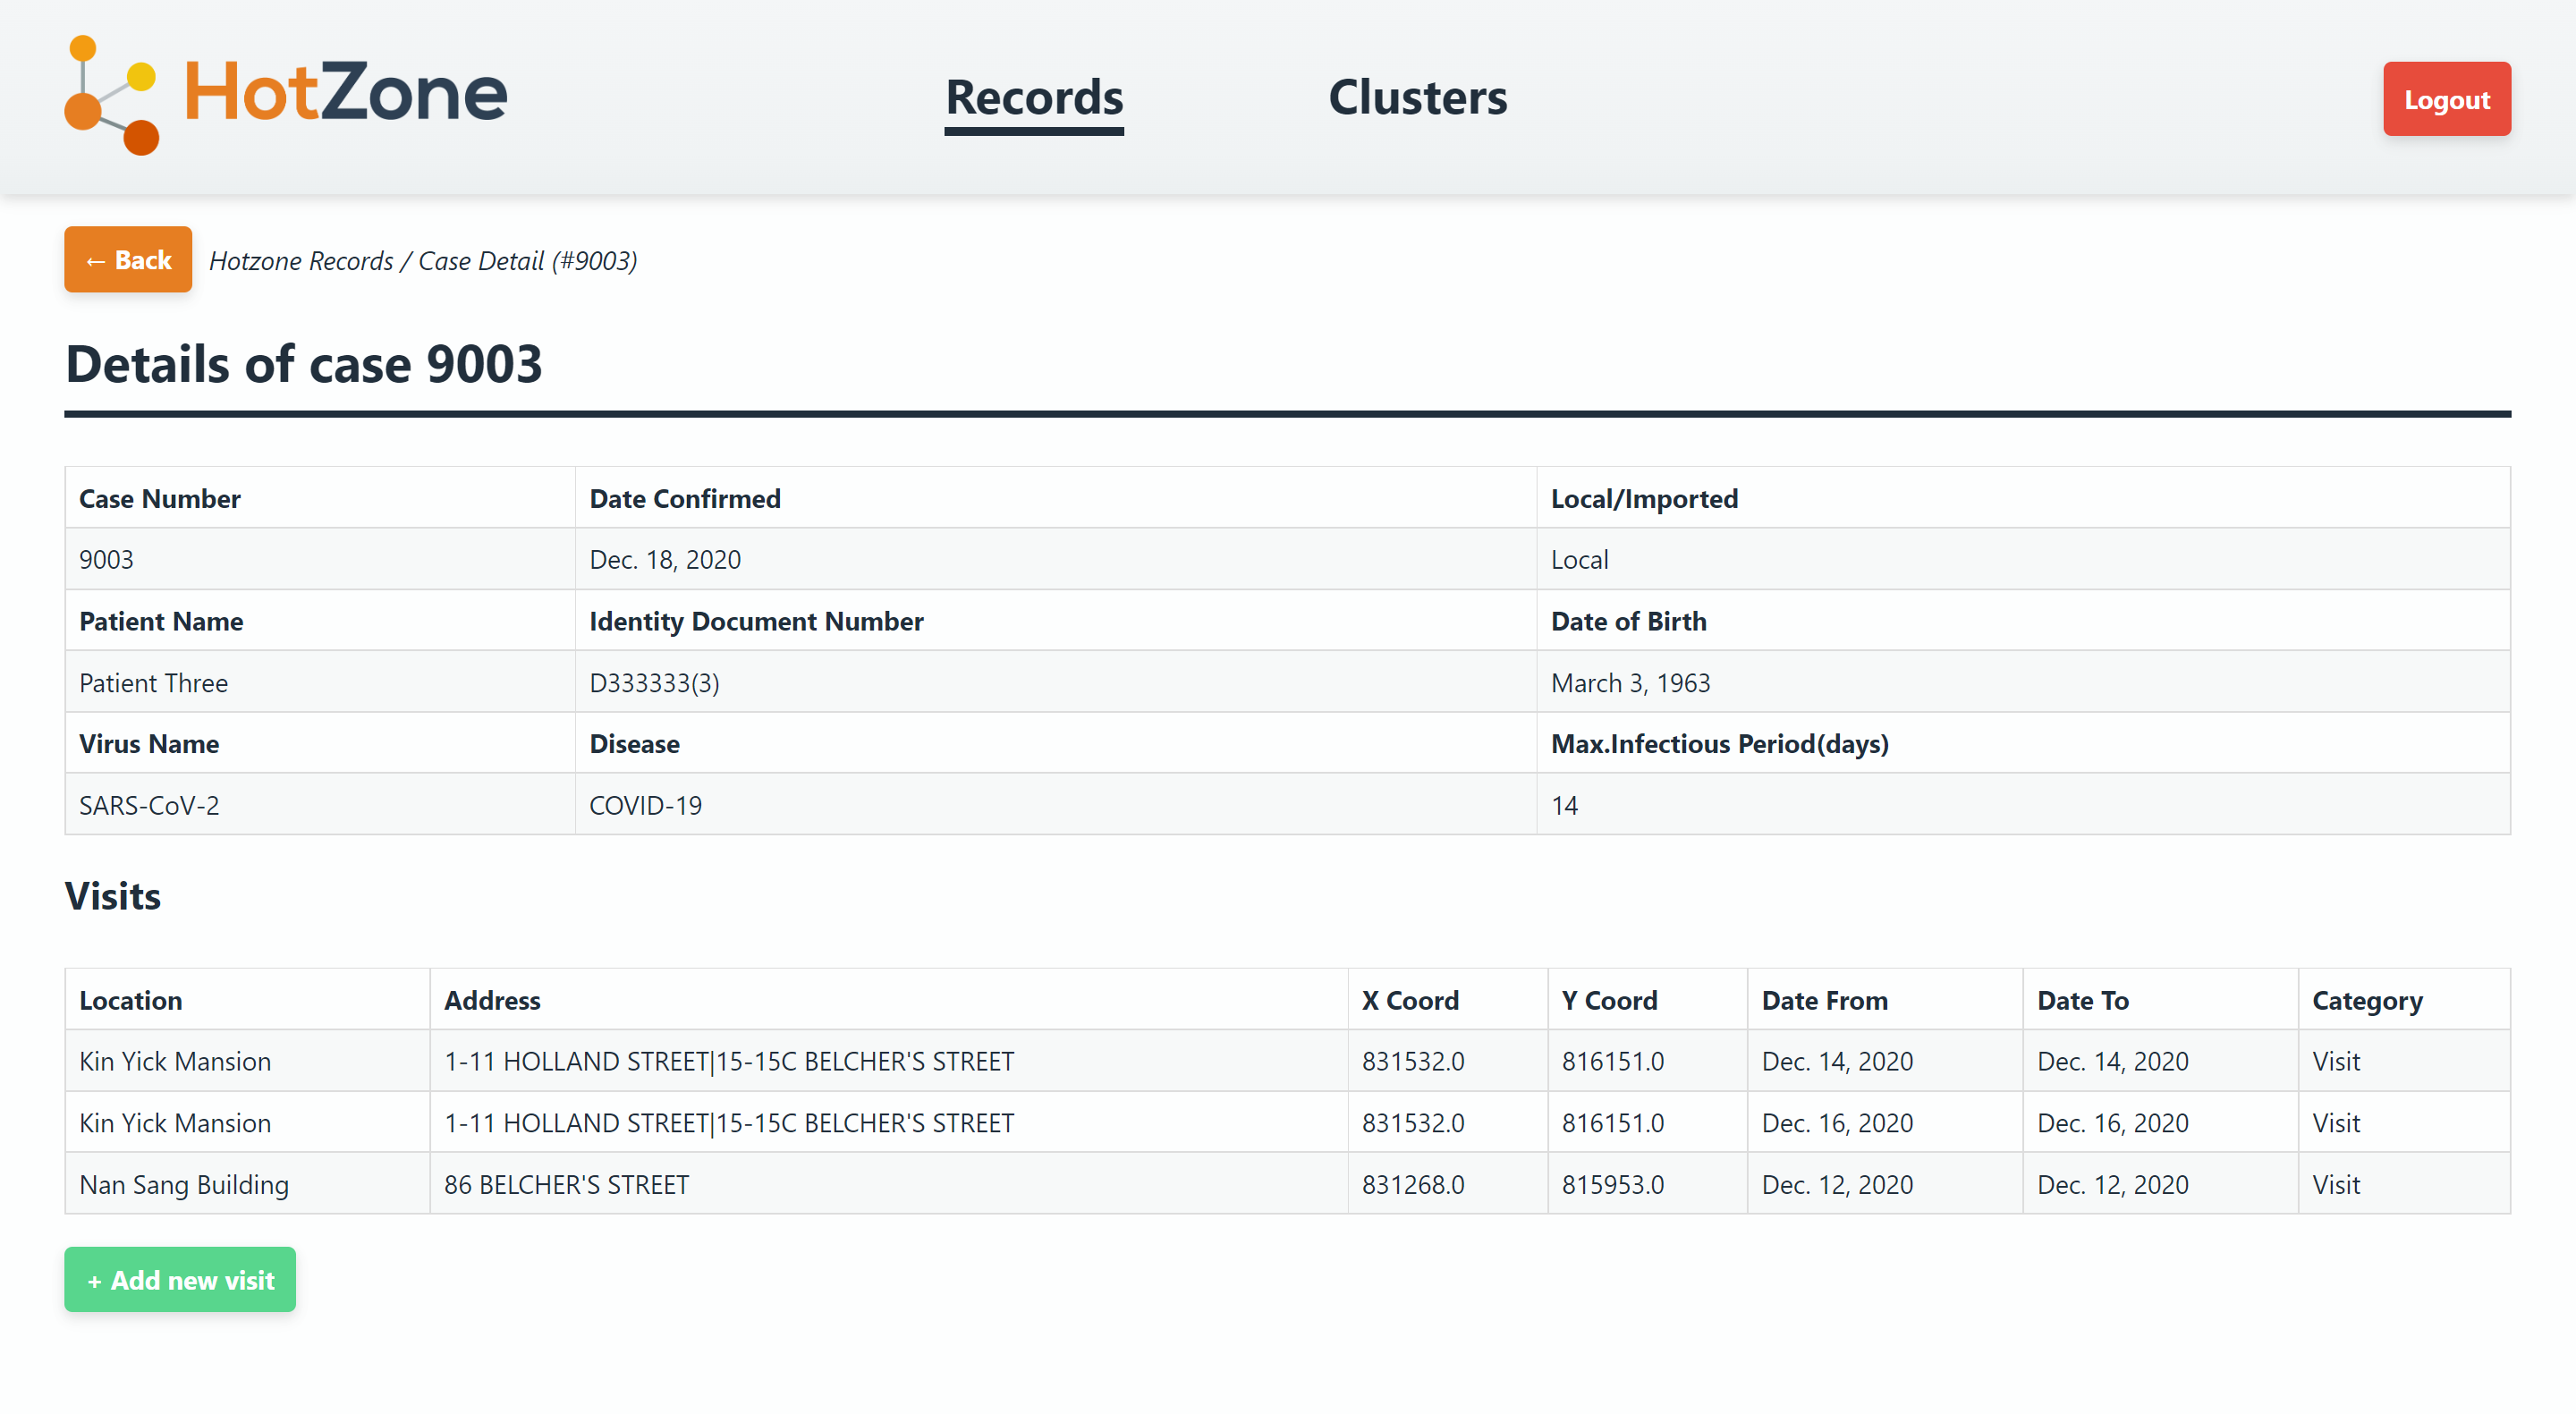 HotZone
Records
Clusters
Logout
← Back
Hotzone Records / Case Detail (#9003)
Details of case 9003
Case Number Date Confirmed Local/Imported
9003 Dec. 18, 2020 Local
Patient Name Identity Document Number Date of Birth
Patient Three D333333(3) March 3, 1963
Virus Name Disease Max.Infectious Period(days)
SARS-CoV-2 COVID-19 14
Visits
Location Address X Coord Y Coord Date From Date To Category
Kin Yick Mansion 1-11 HOLLAND STREET|15-15C BELCHER'S STREET 831532.0 816151.0 Dec. 14, 2020 Dec. 14, 2020 Visit
Kin Yick Mansion 1-11 HOLLAND STREET|15-15C BELCHER'S STREET 831532.0 816151.0 Dec. 16, 2020 Dec. 16, 2020 Visit
Nan Sang Building 86 BELCHER'S STREET 831268.0 815953.0 Dec. 12, 2020 Dec. 12, 2020 Visit
+ Add new visit